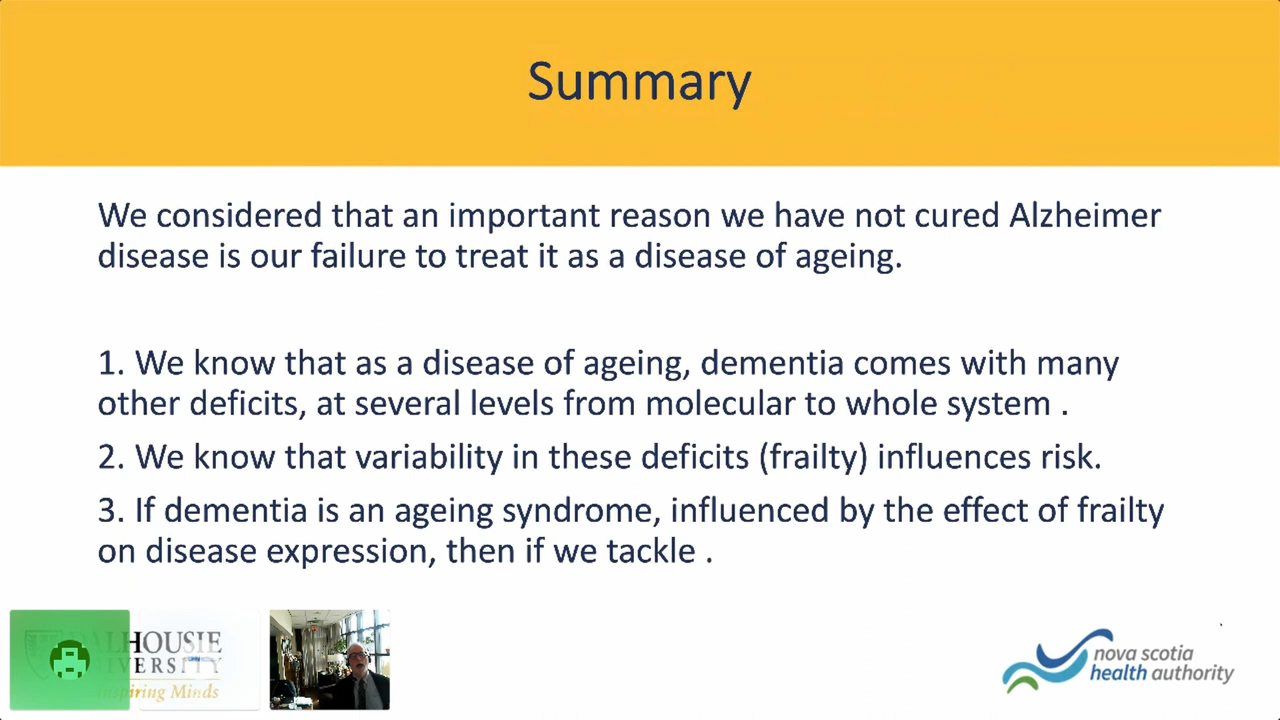 Summary
We considered that an important reason we have not cured Alzheimer
disease is our failure to treat it as a disease of ageing.
1. We know that as a disease of ageing, dementia comes with many
other deficits, at several levels from molecular to whole system .
2. We know that variability in these deficits (frailty) influences risk.
3. If dementia is an ageing syndrome, influenced by the effect of frailty
on disease expression, then if we tackle .
DALHOUSIE
UNIVERSITY
Inspiring Minds
nova scotia
health authority